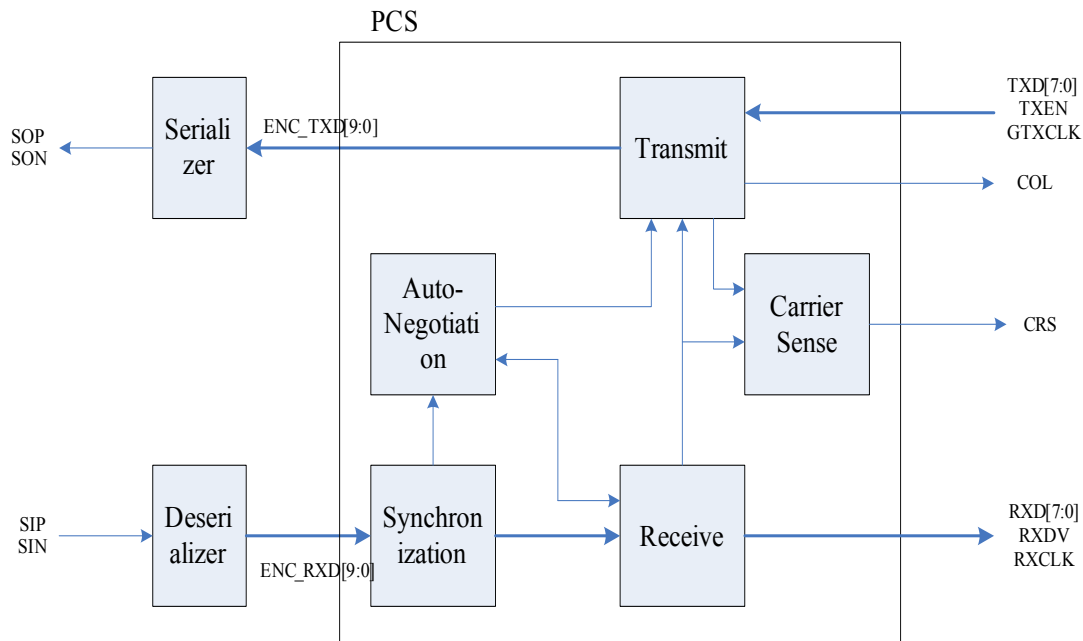 PCS
TXD[7:0]
TXEN
GTXCLK
ENC_TXD[9:0]
SOP
SON
Seriali
zer
Transmit
COL
Auto-
Negotiati
on
Carrier
Sense
CRS
SIP
SIN
Deseri
alizer
ENC_RXD[9:0]
Synchron
ization
Receive
RXD[7:0]
RXDV
RXCLK